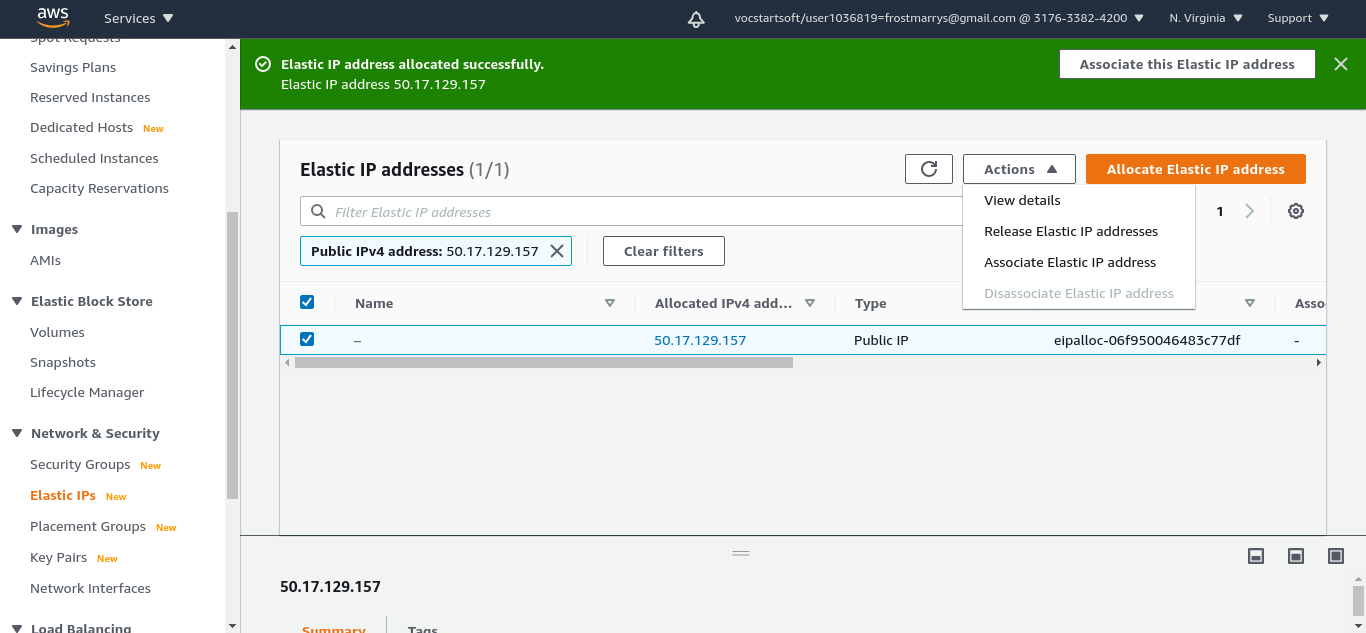 aws
Services
vocstartsoft/user1036819=frostmarrys@gmail.com @ 3176-3382-4200
N. Virginia
Support
Spot Requests
Savings Plans
Reserved Instances
Dedicated Hosts New
Scheduled Instances
Capacity Reservations
Images
AMIs
Elastic Block Store
Volumes
Snapshots
Lifecycle Manager
Network & Security
Security Groups New
Elastic IPs New
Placement Groups New
Key Pairs New
Network Interfaces
Load Balancing
Elastic IP address allocated successfully.
Elastic IP address 50.17.129.157
Associate this Elastic IP address
Elastic IP addresses (1/1)
Actions
Allocate Elastic IP address
Filter Elastic IP addresses
1
View details
Release Elastic IP addresses
Associate Elastic IP address
Disassociate Elastic IP address
Public IPv4 address: 50.17.129.157
Clear filters
Name Allocated IPv4 add... Type Asso
– 50.17.129.157 Public IP eipalloc-06f950046483c77df -
50.17.129.157
Summary Tags